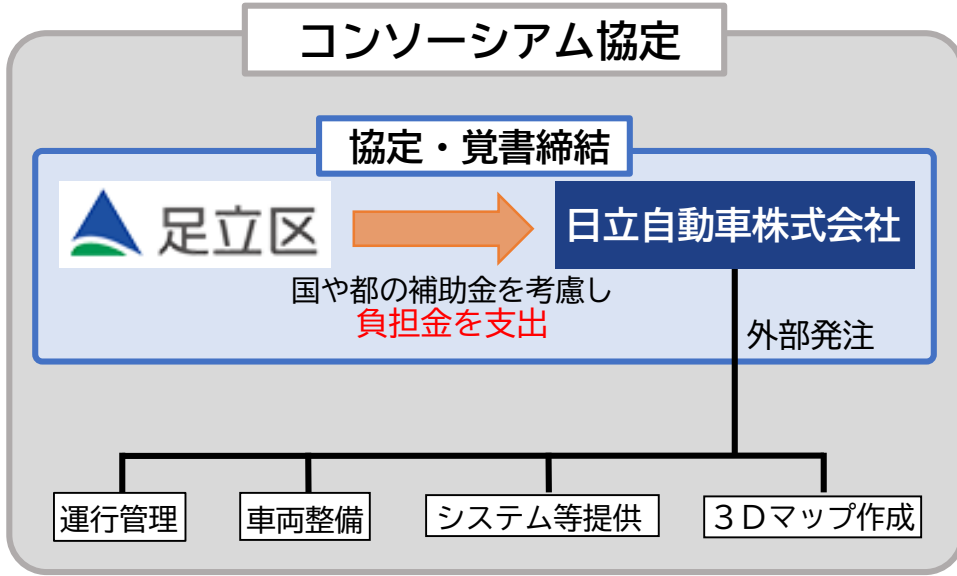 コンソーシアム協定
協定・覚書締結
足立区
日立自動車株式会社
国や都の補助金を考慮し
負担金を支出
外部発注
運行管理
車両整備
システム等提供
３Dマップ作成